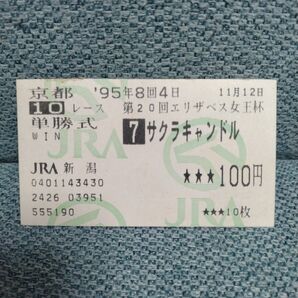 京都 '95年8回4日 11月12日
10 レース 第20回エリザベス女王杯
単勝式
WIN
7 サクラキャンドル
JRA 新潟
0401143430
2426 03951
555190
★★★100円
★★★10枚
JRA
JRA